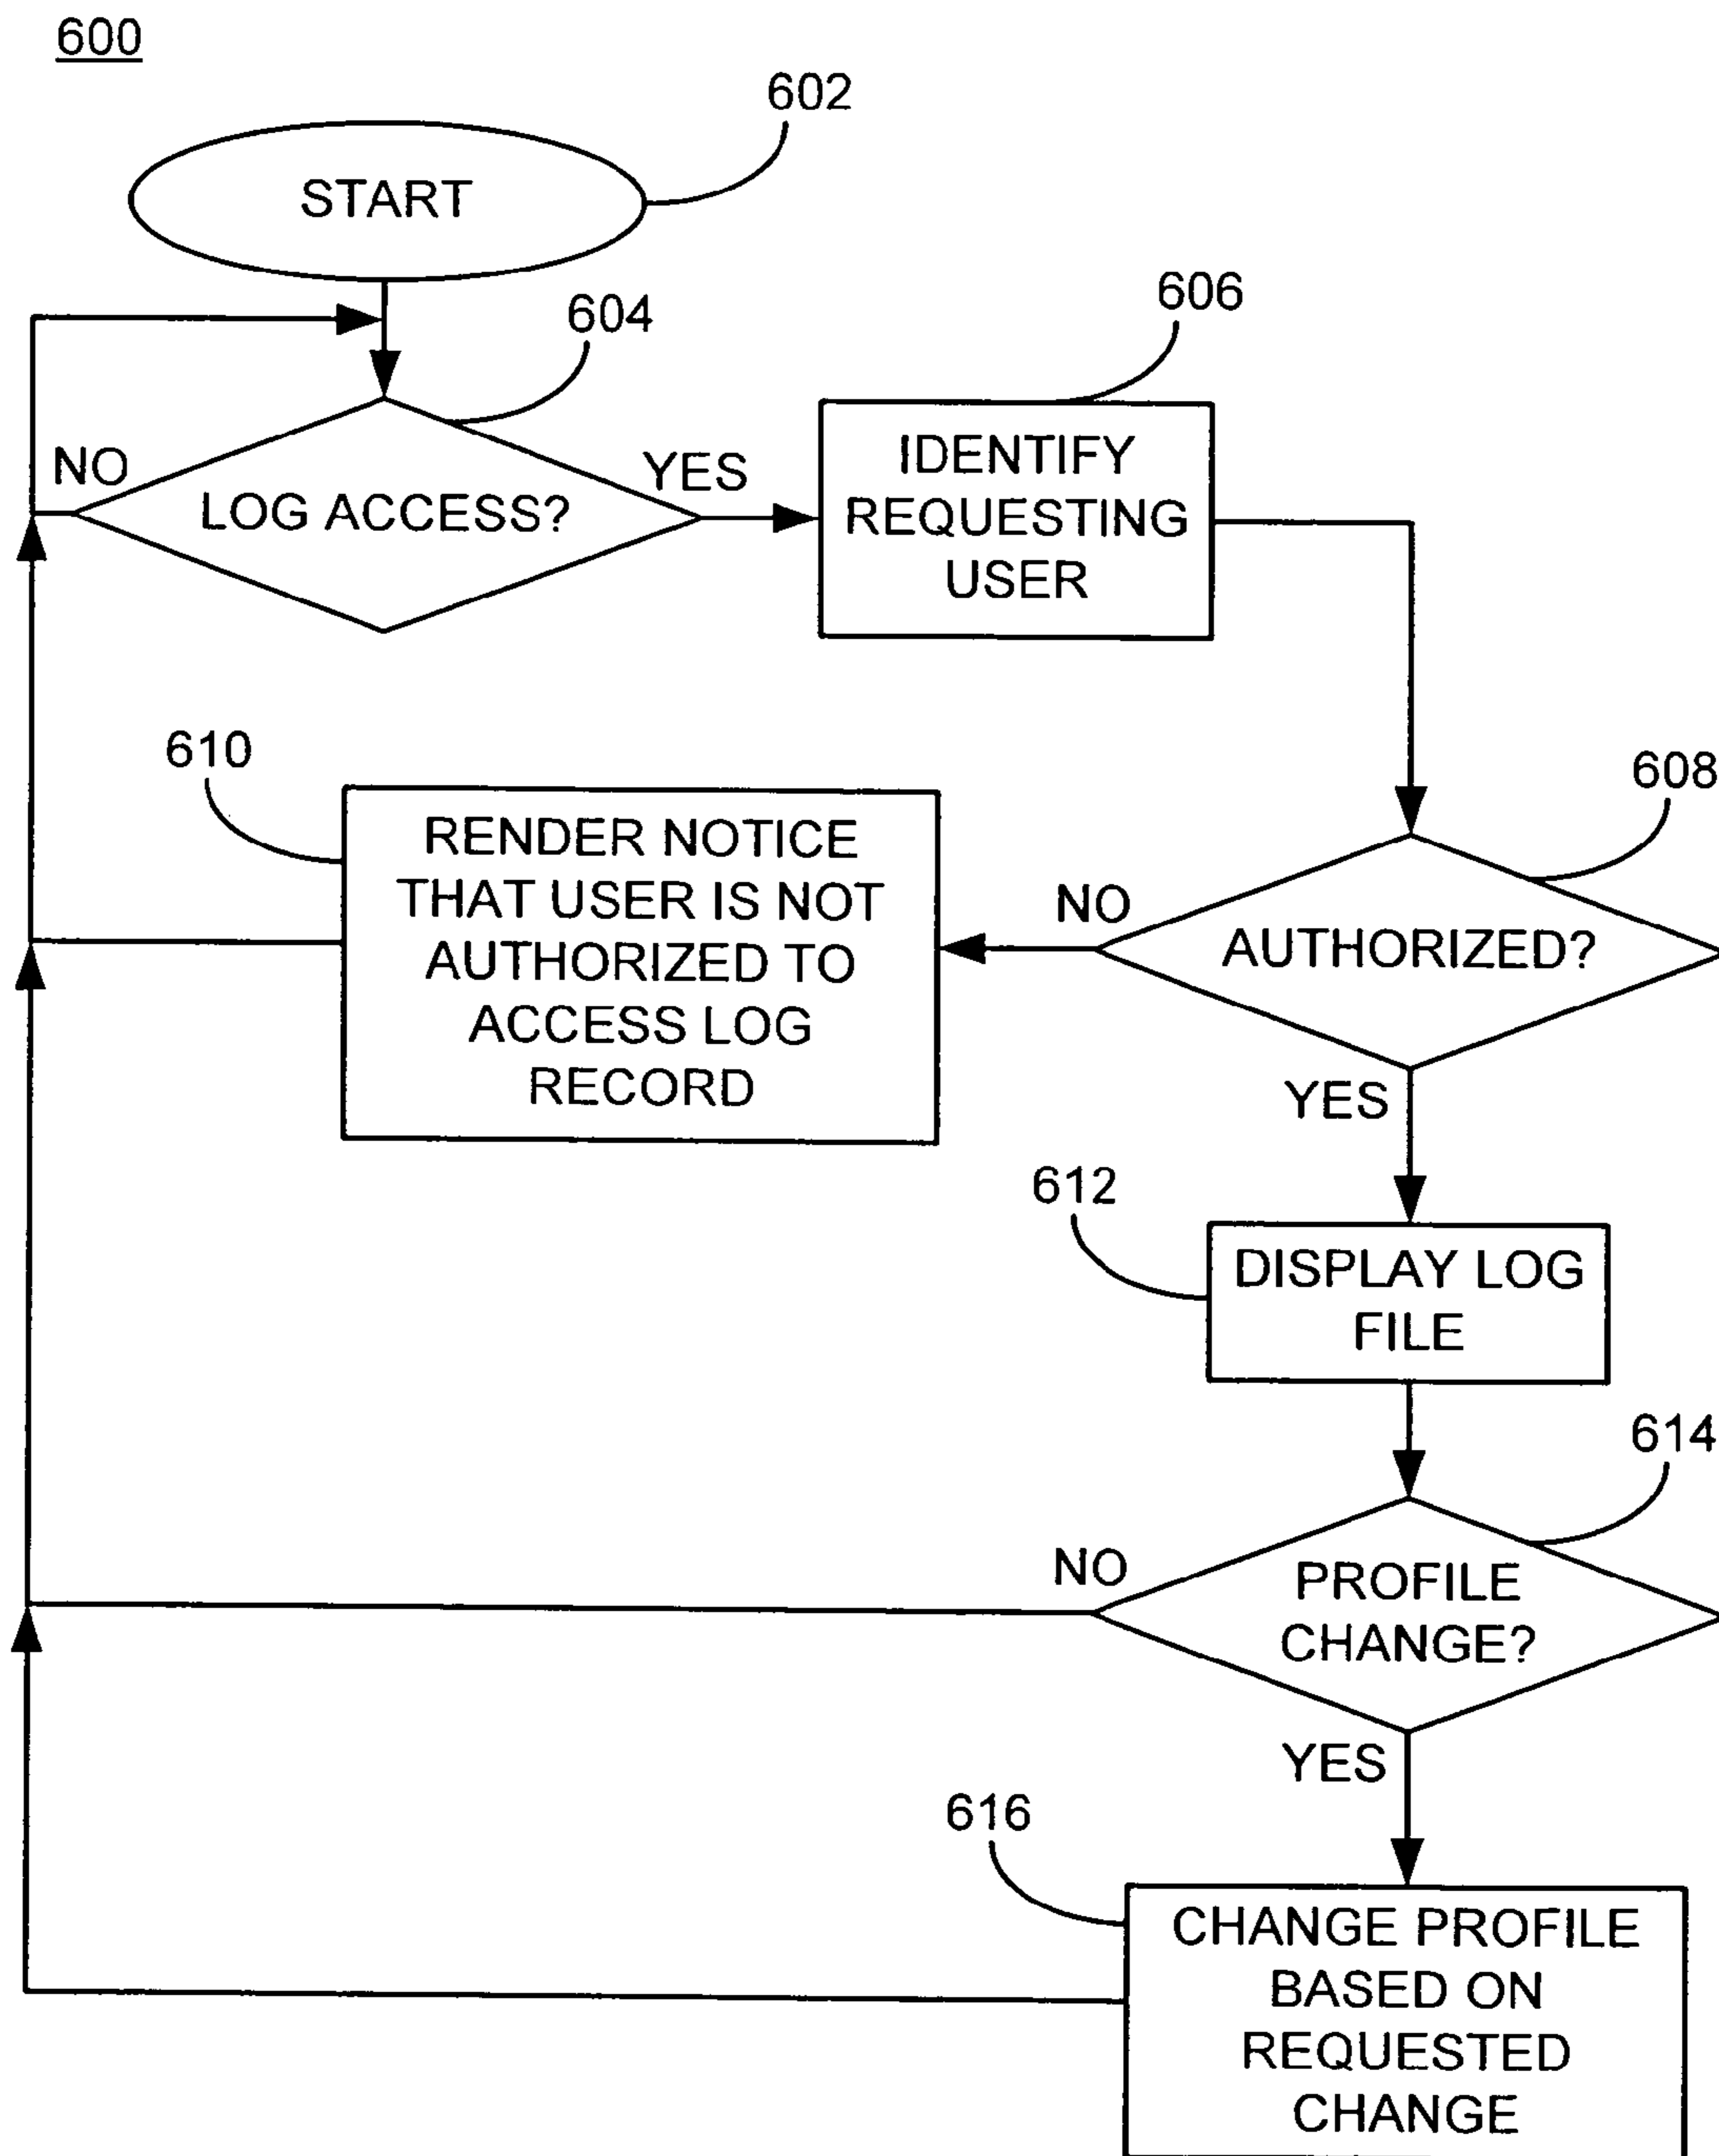 600
602
START
604
606
NO
LOG ACCESS?
YES
IDENTIFY
REQUESTING
USER
610
608
RENDER NOTICE
THAT USER IS NOT
AUTHORIZED TO
ACCESS LOG
RECORD
NO
AUTHORIZED?
YES
612
DISPLAY LOG
FILE
614
NO
PROFILE
CHANGE?
YES
616
CHANGE PROFILE
BASED ON
REQUESTED
CHANGE